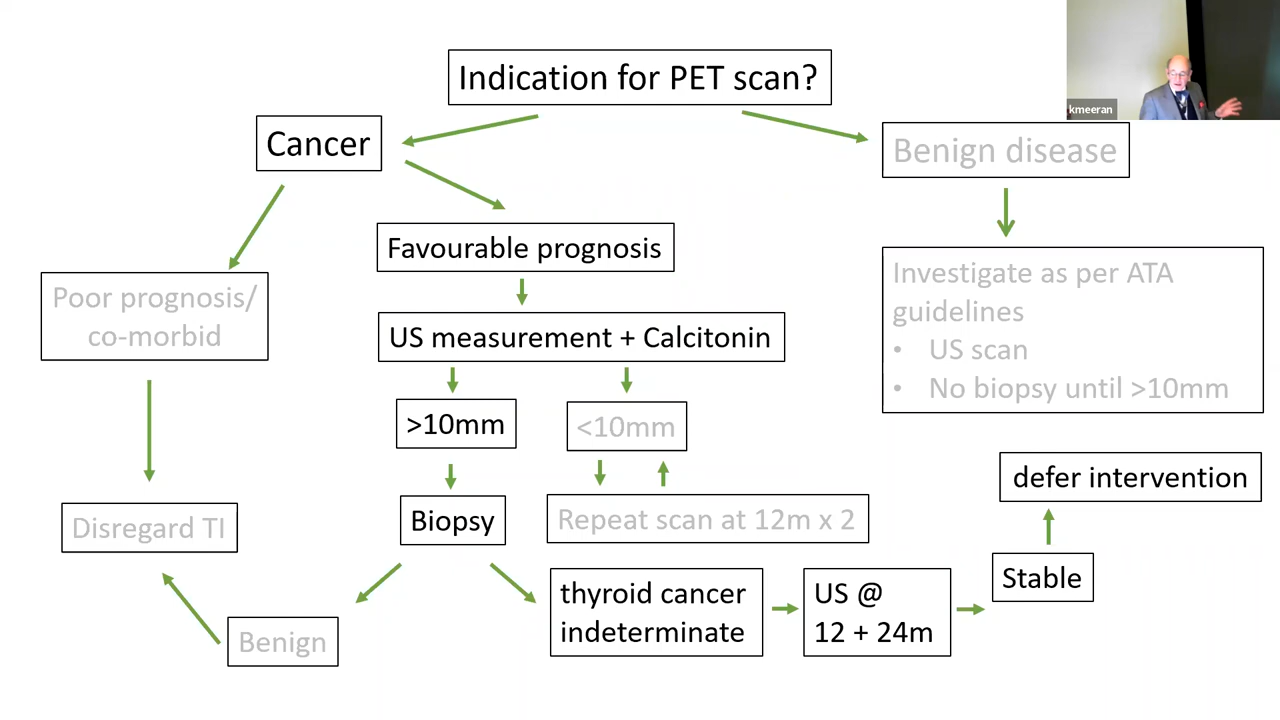 Indication for PET scan?
kmeeran
Cancer
Benign disease
Favourable prognosis
Poor prognosis/
co-morbid
Investigate as per ATA
guidelines
• US scan
• No biopsy until >10mm
US measurement + Calcitonin
>10mm
<10mm
defer intervention
Biopsy
Repeat scan at 12m x 2
Disregard TI
Stable
thyroid cancer
indeterminate
US @
12 + 24m
Benign